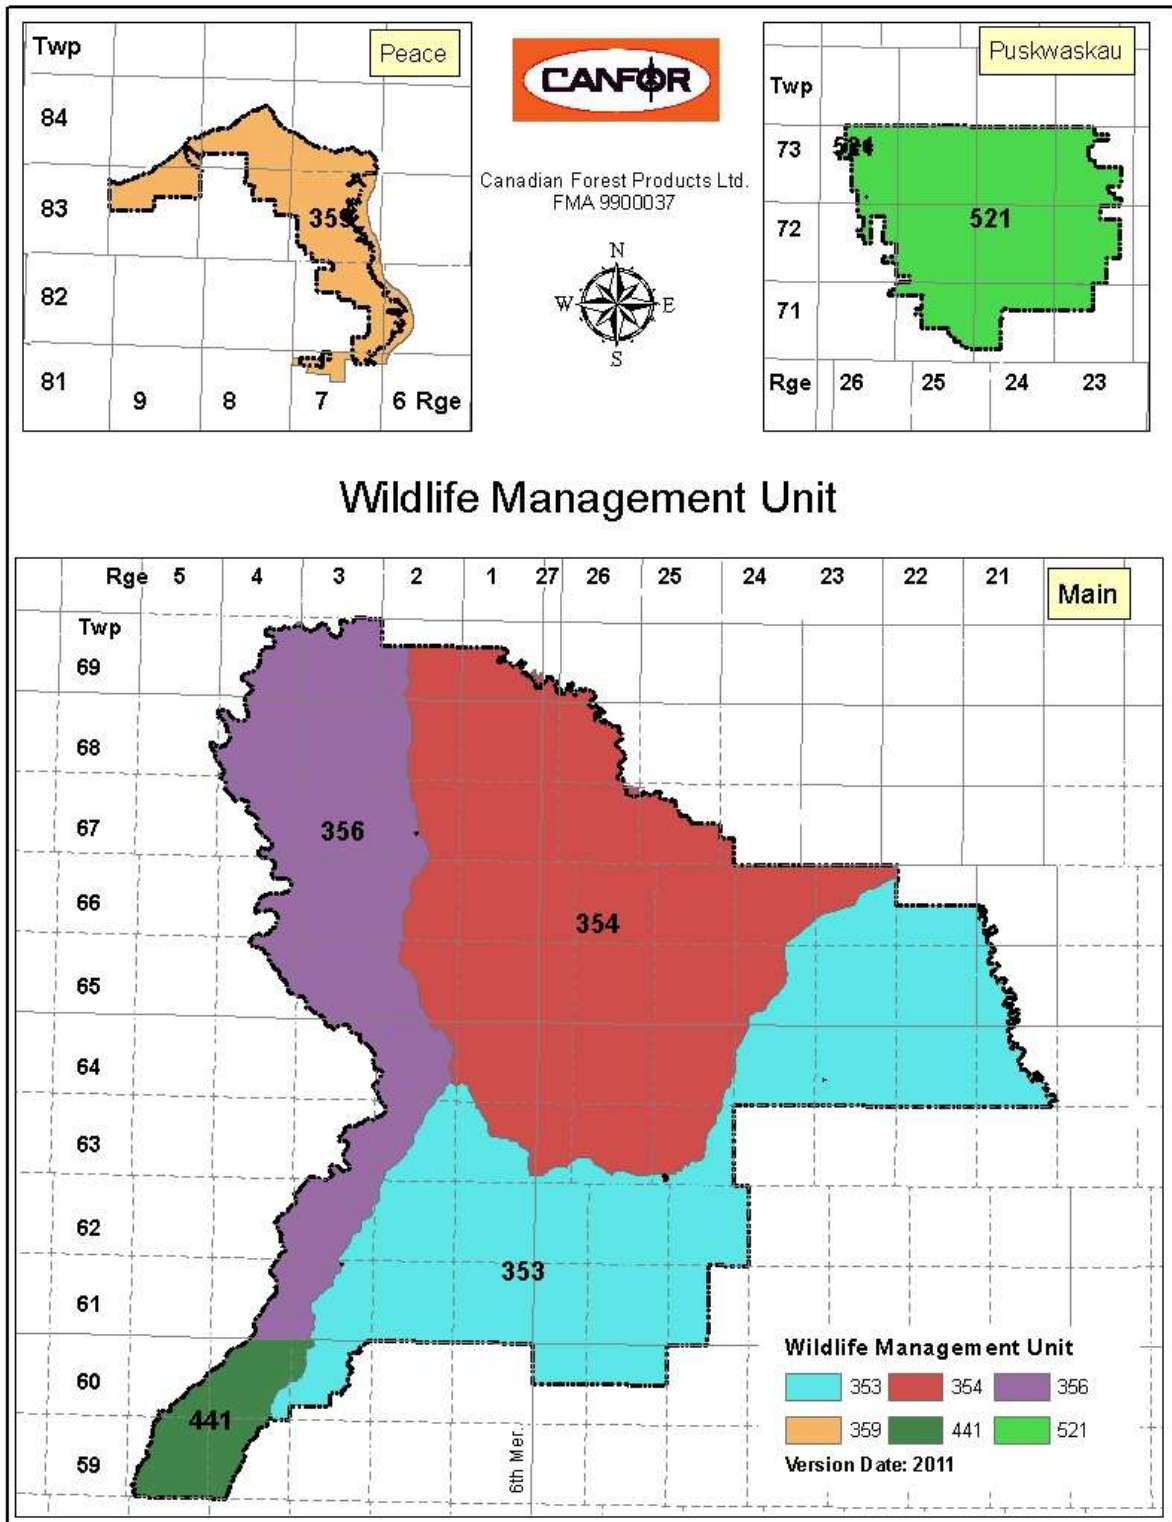 Twp
Peace
84
83
359
82
81
9 8 7 6 Rge
CANFOR
Canadian Forest Products Ltd.
FMA 9900037
N
W E
S
Puskwaskau
Twp
73
521
72
521
71
Rge 26 25 24 23
Wildlife Management Unit
Rge 5 4 3 2 1 27 26 25 24 23 22 21
Main
Twp
69
68
67
356
66
354
65
64
63
62
353
61
60
441
59
6th Mer.
Wildlife Management Unit
353 354 356
359 441 521
Version Date: 2011